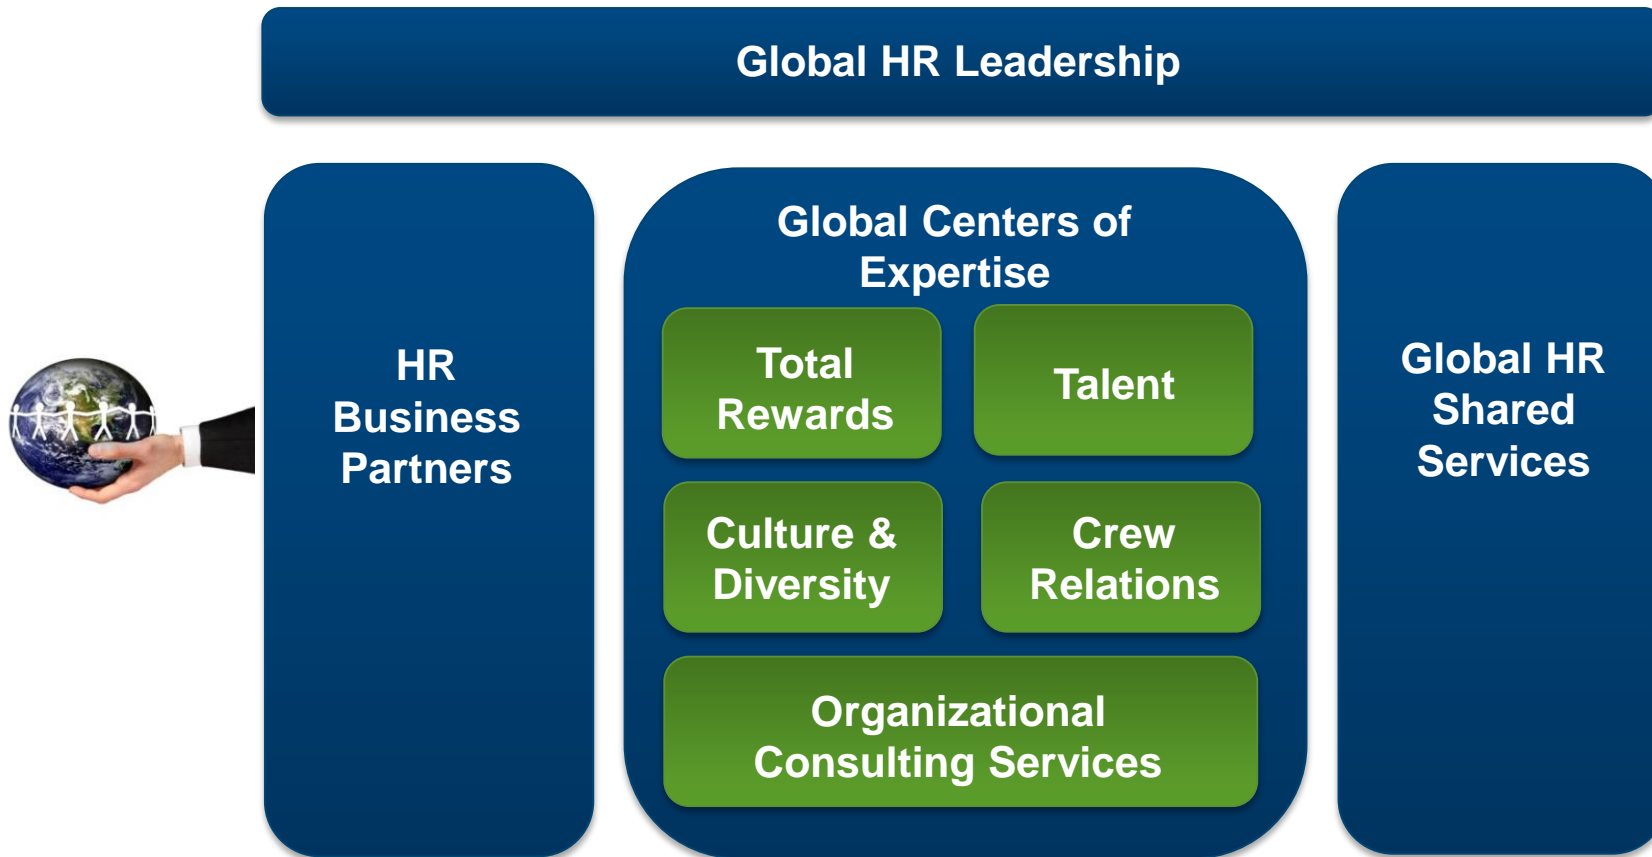 Global HR Leadership
HR
Business
Partners
Global Centers of
Expertise
Total
Rewards
Talent
Culture &
Diversity
Crew
Relations
Organizational
Consulting Services
Global HR
Shared
Services